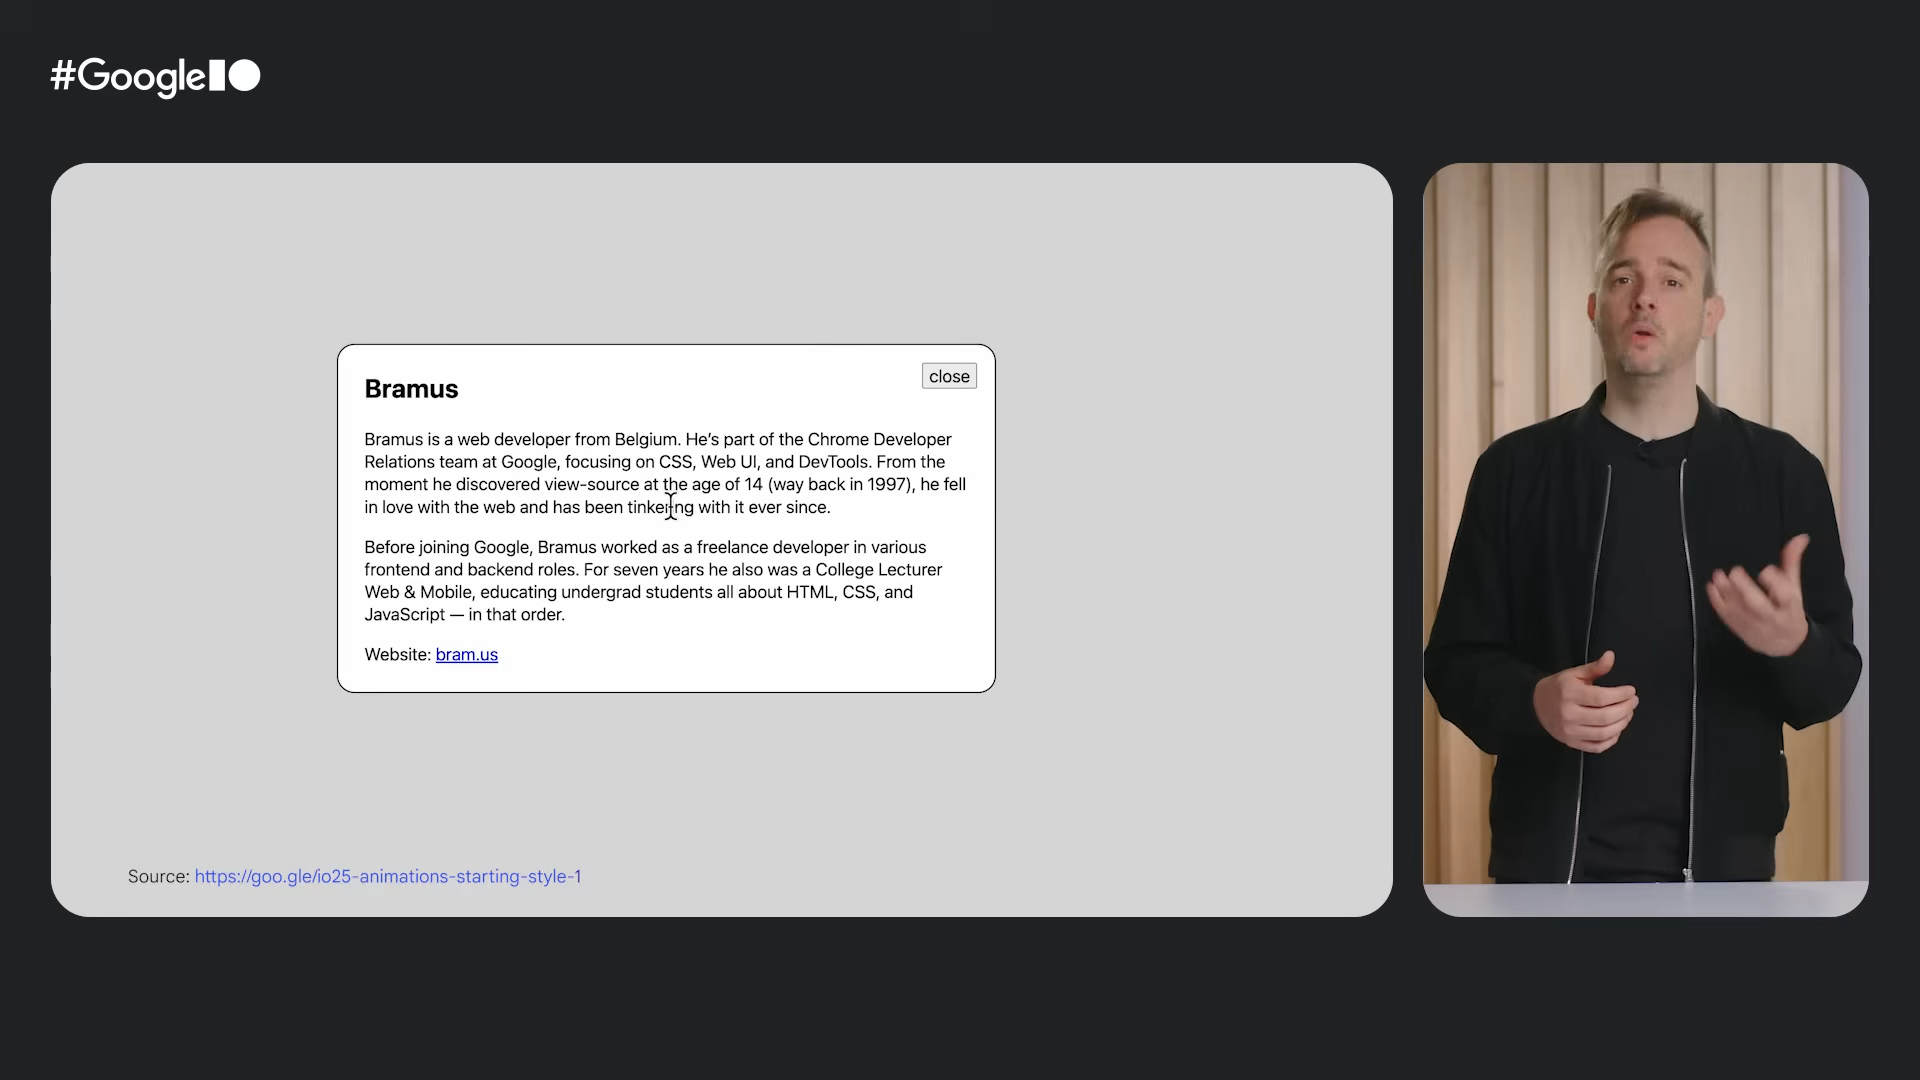 #GoogleIO
Bramus
close
Bramus is a web developer from Belgium. He's part of the Chrome Developer
Relations team at Google, focusing on CSS, Web UI, and DevTools. From the
moment he discovered view-source at the age of 14 (way back in 1997), he fell
in love with the web and has been tinkering with it ever since.
Before joining Google, Bramus worked as a freelance developer in various
frontend and backend roles. For seven years he also was a College Lecturer
Web & Mobile, educating undergrad students all about HTML, CSS, and
JavaScript — in that order.
Website: bram.us
Source: https://goo.gle/io25-animations-starting-style-1